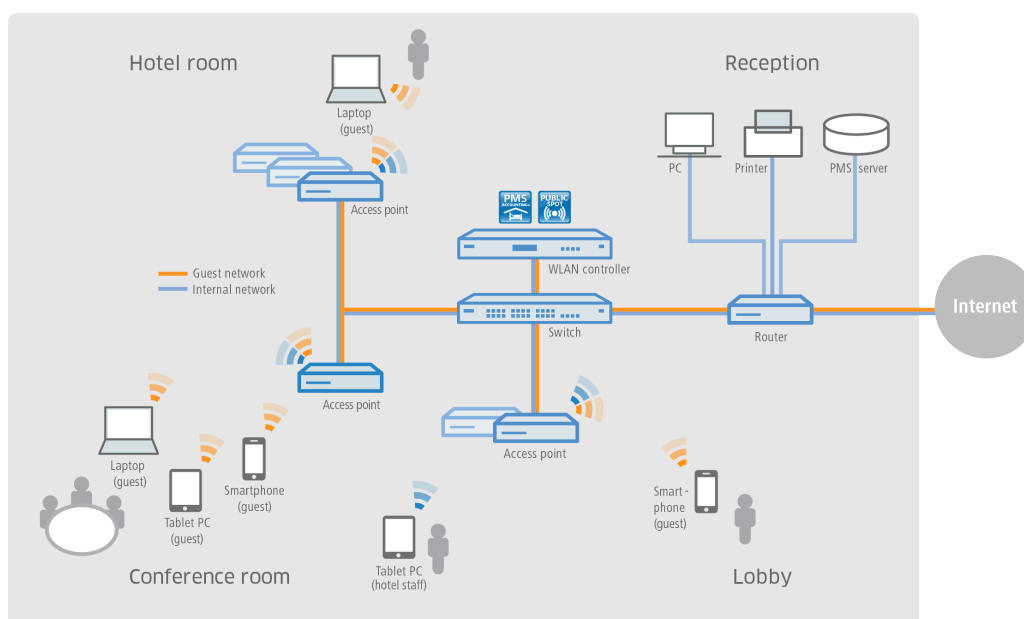 Hotel room
Reception
Laptop
(guest)
PC
Printer
PMS server
Access point
PMS
ACCOUNTING+
PUBLIC
SPOT
WLAN controller
Guest network
Internal network
Internet
Switch
Router
Access point
Access point
Laptop
(guest)
Smartphone
(guest)
Tablet PC
(guest)
Smart -
phone
(guest)
Tablet PC
(hotel staff)
Conference room
Lobby